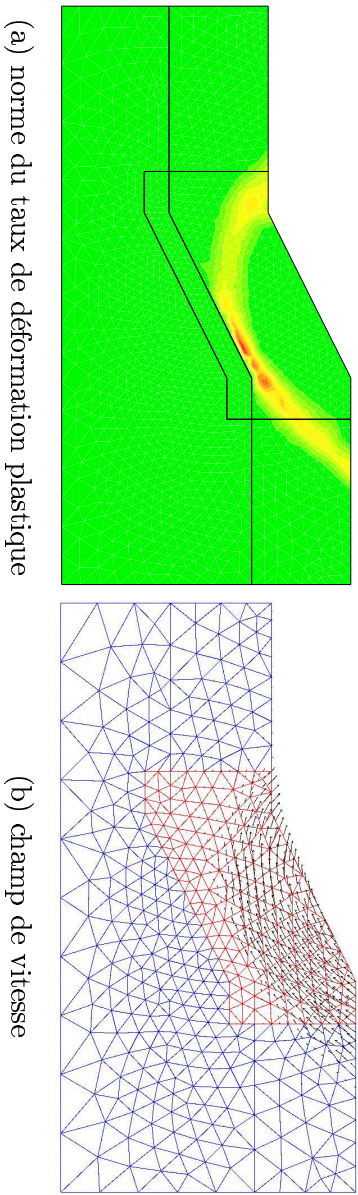 (a) norme du taux de déformation plastique
(b) champ de vitesse